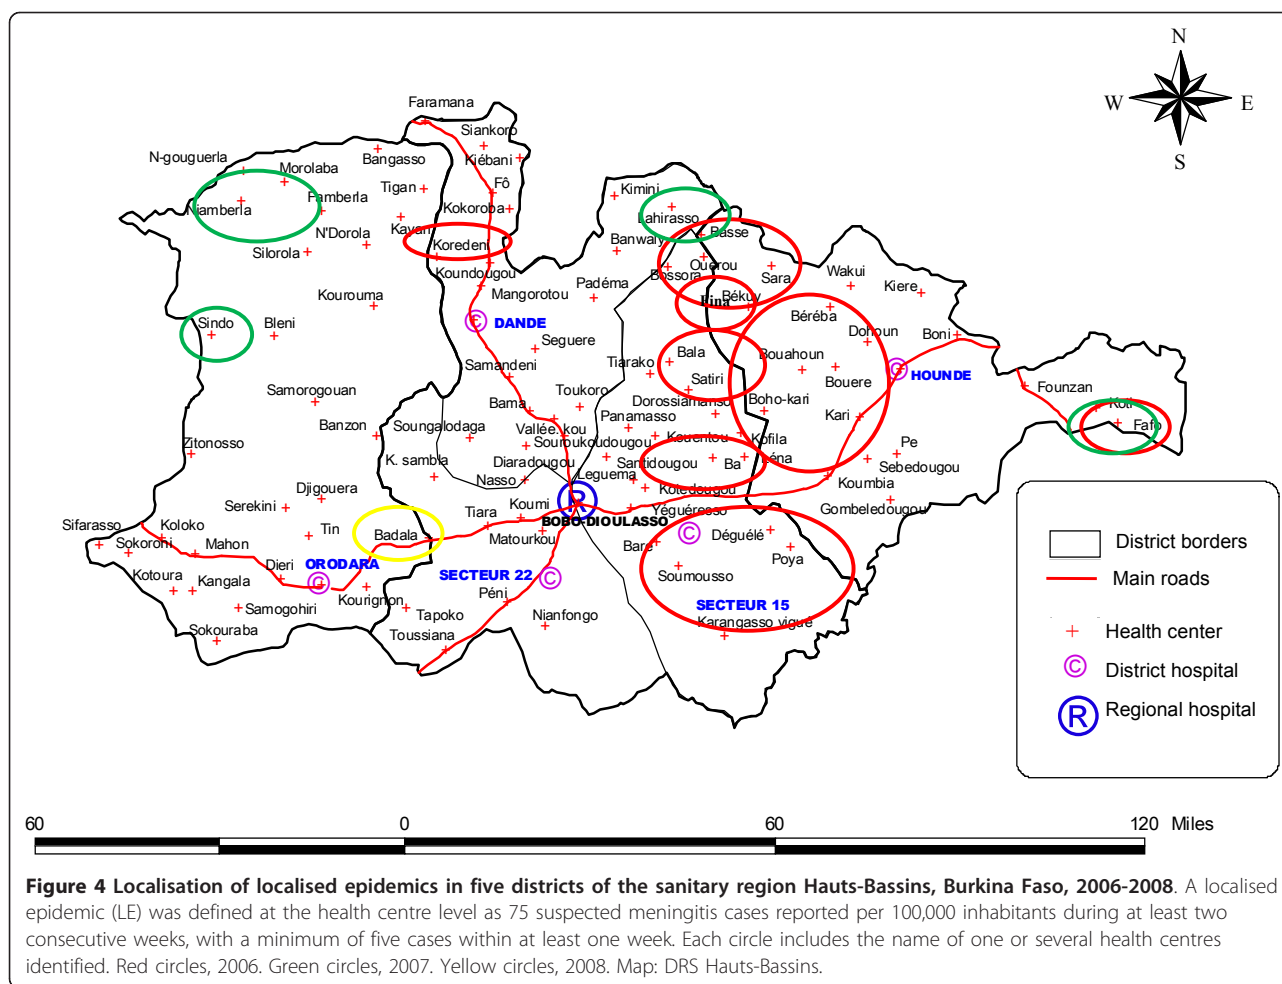 N
W E
S
Faramana
Siankoro
N-gouguerla
Bangasso
Kiébani
Morolaba
Tigan
Fô
Kimini
Niamberla
Famberla
Kokoroba
Lahirasso
Kayan
Basse
N'Dorola
Koredeni
Banwaly
Silorola
Ouérou
Bossora
Sara
Wakui
Koundougou
Padéma
Kiere
Mangorotou
Kourouma
Fina
Békuy
Béréba
Sindo
Bleni
DANDE
Dohoun
Boni
Seguere
Tiarako
Bala
Bouahoun
Samandeni
HOUNDE
Satiri
Bouere
Founzan
Samorogouan
Toukoro
Dorossiamasso
Boho-kari
Koti
Bama
Panamasso
Kari
Fafo
Banzon
Soungalodaga
Vallée. kou
Zitonosso
Souroukoudougou
Kouentou
Kofila
Pe
K. sambla
Diaradougou
Santidougou
Ba
Léna
Sebedougou
Nasso
Leguema
Koumbia
Djigouera
Kotedougou
Serekini
Koumi
Yéguéresso
Gombeledougou
Sifarasso
Koloko
Tin
Tiara
BOBO-DIOULASSO
Badala
Matourkou
Bare
Déguélé
Sokoroni
Mahon
Poya
Dieri
ORODARA
SECTEUR 22
Soumousso
Kotoura
Kangala
Kourignon
Péni
SECTEUR 15
Samogohiri
Tapoko
Nianfongo
Karangasso vigué
Sokouraba
Toussiana
© © © © ©
R
District borders
Main roads
Health center
© District hospital
R Regional hospital
60 0 60 120 Miles
Figure 4 Localisation of localised epidemics in five districts of the sanitary region Hauts-Bassins, Burkina Faso, 2006-2008. A localised
epidemic (LE) was defined at the health centre level as 75 suspected meningitis cases reported per 100,000 inhabitants during at least two
consecutive weeks, with a minimum of five cases within at least one week. Each circle includes the name of one or several health centres
identified. Red circles, 2006. Green circles, 2007. Yellow circles, 2008. Map: DRS Hauts-Bassins.